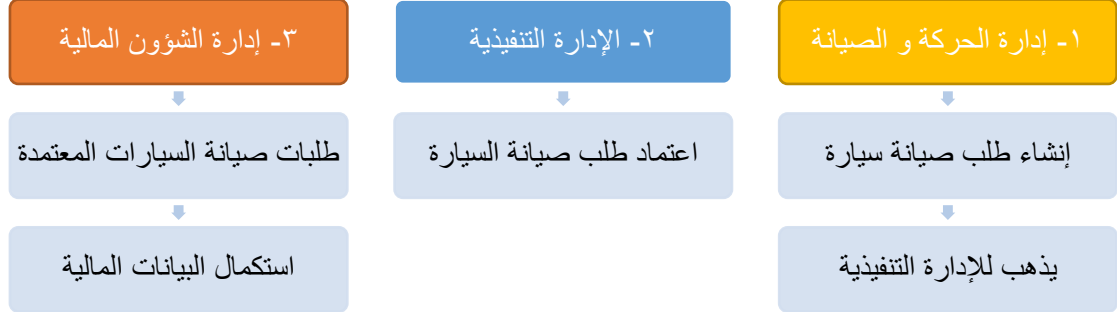 ١- إدارة الحركة و الصيانة
إنشاء طلب صيانة سيارة
يذهب للإدارة التنفيذية
٢- الإدارة التنفيذية
اعتماد طلب صيانة السيارة
٣- إدارة الشؤون المالية
طلبات صيانة السيارات المعتمدة
استكمال البيانات المالية